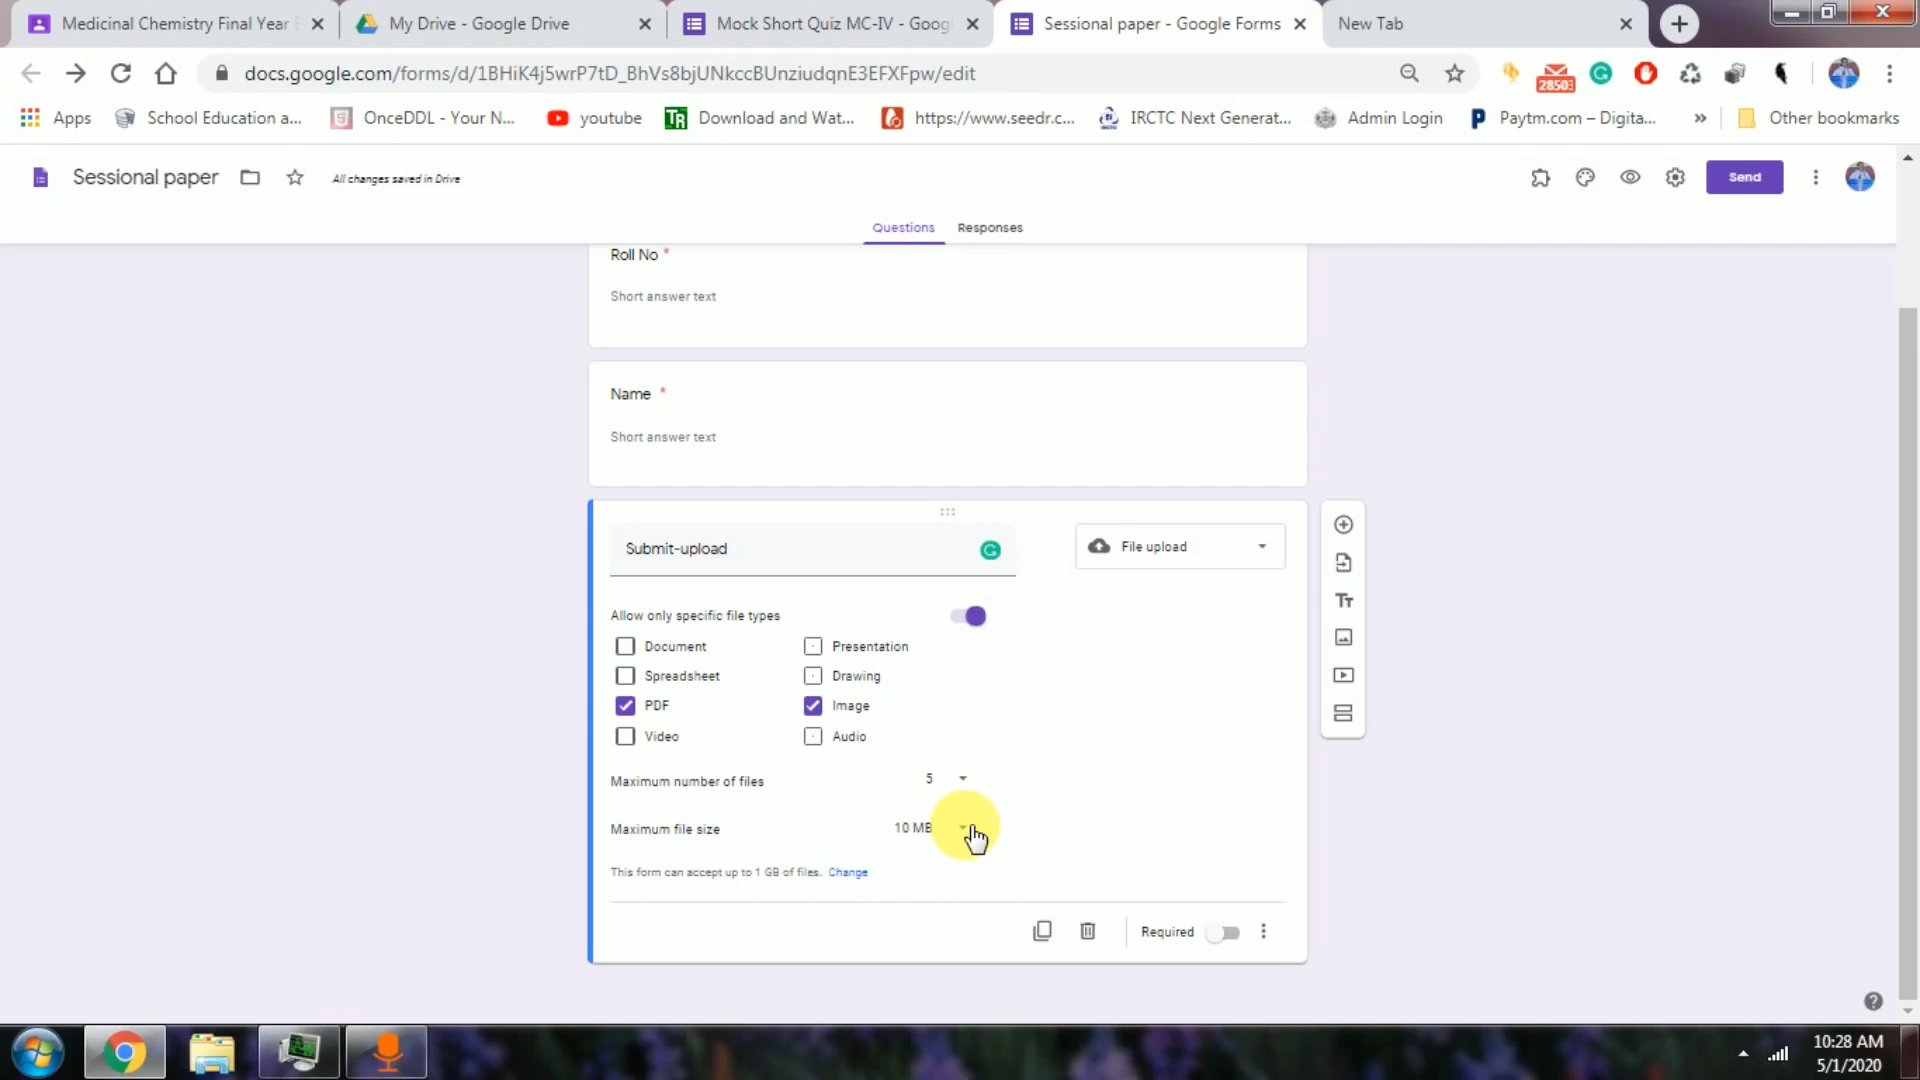 Medicinal Chemistry Final Year
My Drive - Google Drive
Mock Short Quiz MC-IV - Goog
Sessional paper - Google Forms
New Tab
docs.google.com/forms/d/1BHiK4j5wrP7tD_BhVs8bjUNkccBUnziudqnE3EFXFpw/edit
2850
Apps
School Education a...
OnceDDL - Your N...
youtube
TR
Download and Wat...
https://www.seedr.c...
IRCTC Next Generat...
Admin Login
Paytm.com – Digita...
»
Other bookmarks
Sessional paper
All changes saved in Drive
Send
Questions
Responses
Roll No *
Short answer text
Name *
Short answer text
Submit-upload
File upload
Allow only specific file types
Document
Presentation
Spreadsheet
Drawing
PDF
Image
Video
Audio
Maximum number of files
5
Maximum file size
10 MB
This form can accept up to 1 GB of files. Change
Required
10:28 AM
5/1/2020